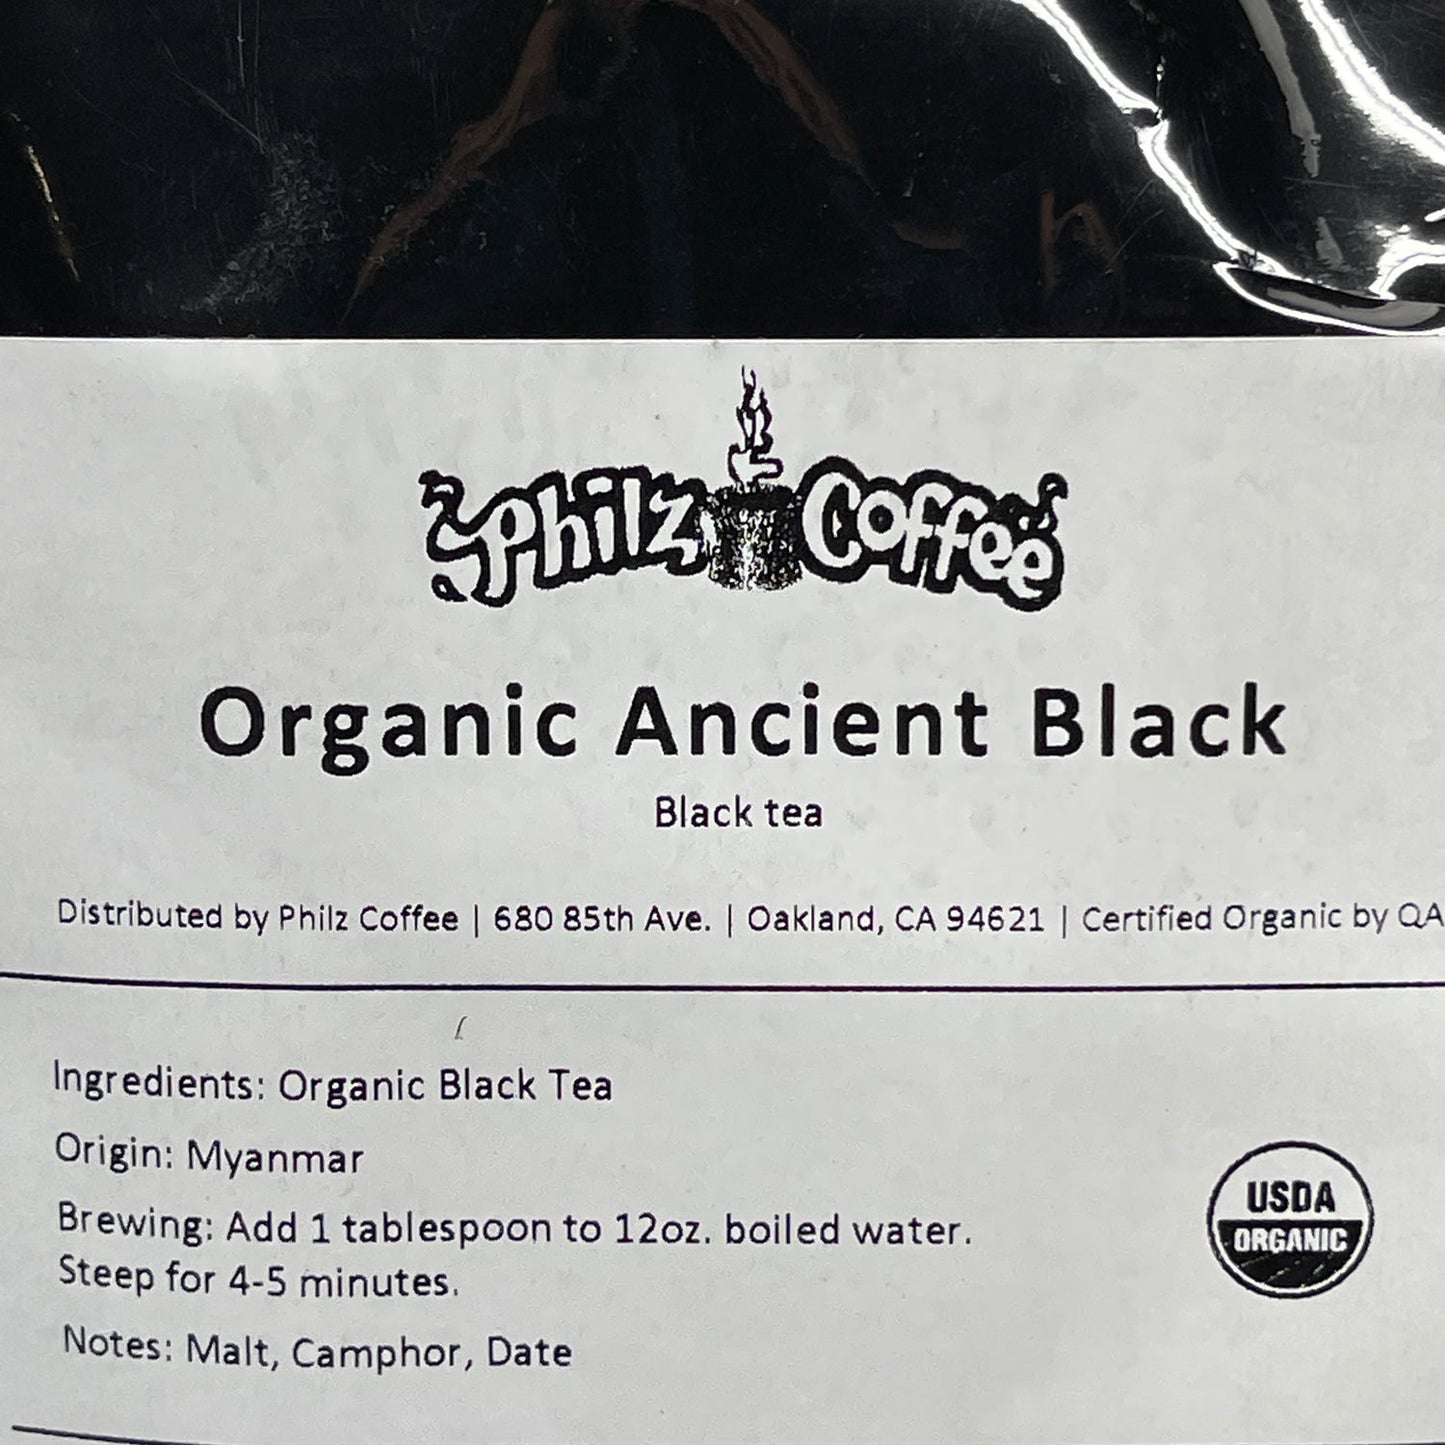 Philz Coffee
Organic Ancient Black
Black tea
Distributed by Philz Coffee | 680 85th Ave. | Oakland, CA 94621 | Certified Organic by QA
Ingredients: Organic Black Tea
Origin: Myanmar
Brewing: Add 1 tablespoon to 12oz. boiled water.
Steep for 4-5 minutes.
Notes: Malt, Camphor, Date
USDA
ORGANIC